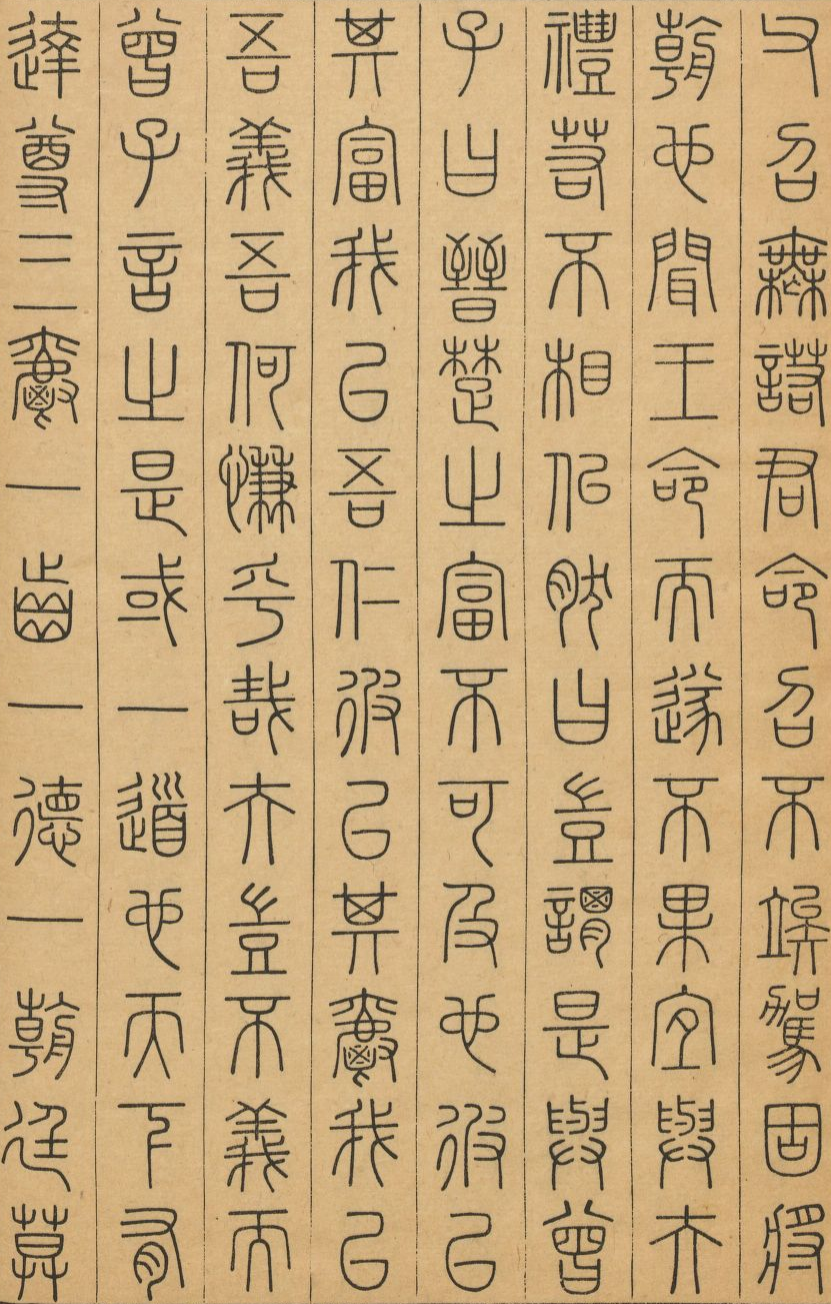 父召無諾君命召不竢駕固將
朝也聞王命而遂不果宜與夫
禮若不相似然曰豈謂是與曾
子曰晉楚之富不可及也彼以
其富我以吾仁彼以其爵我以
吾義吾何慊乎哉夫豈不義而
曾子言之是或一道也天下有
達尊三爵一齒一德一朝廷莫